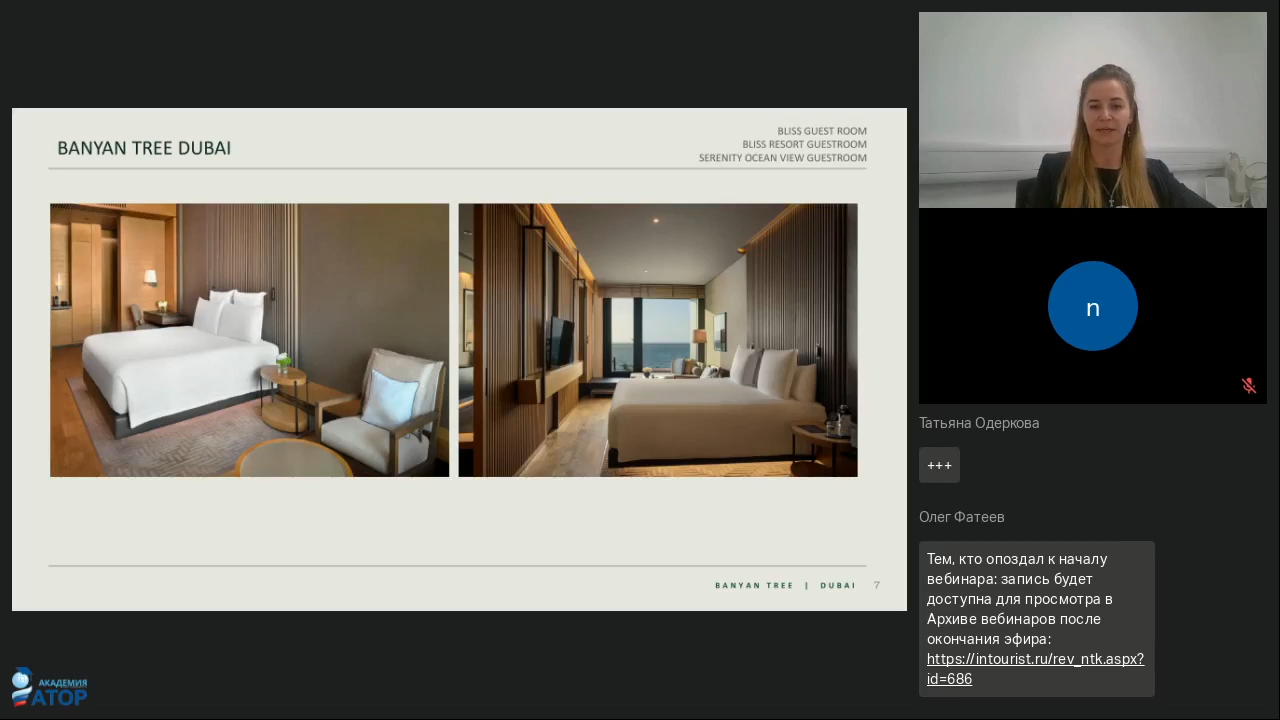 BANYAN TREE DUBAI
BLISS GUEST ROOM
BLISS RESORT GUESTROOM
SERENITY OCEAN VIEW GUESTROOM
BANYAN TREE | DUBAI 7
АКАДЕМИЯ
АТОР
n
Татьяна Одеркова
+++
Олег Фатеев
Тем, кто опоздал к началу
вебинара: запись будет
доступна для просмотра в
Архиве вебинаров после
окончания эфира:
https://intourist.ru/rev_ntk.aspx?
id=686